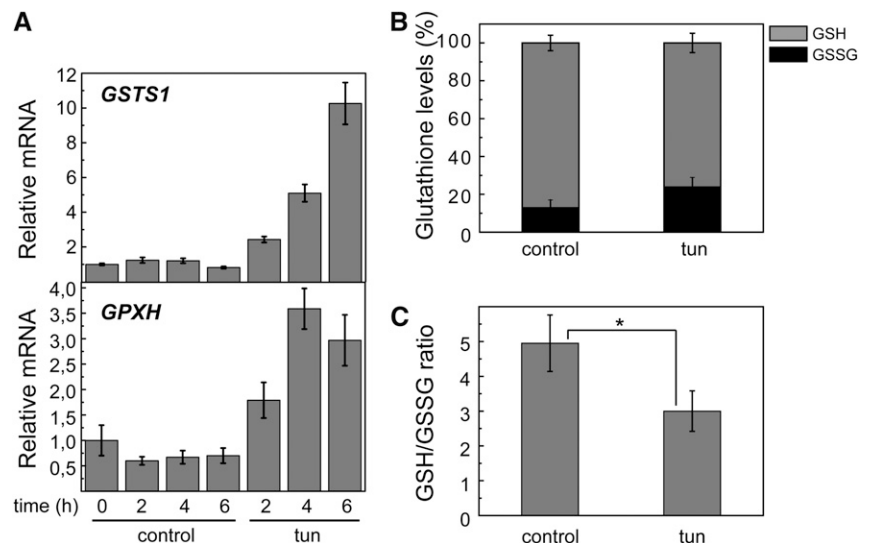 A
GSTS1
Relative mRNA
12
10
8
6
4
2
GPXH
Relative mRNA
4,0
3,5
3,0
2,5
2,0
1,5
1,0
0,5
time (h) 0 2 4 6 2 4 6
control tun
B
Glutathione levels (%)
100
80
60
40
20
0
control tun
GSH
GSSG
C
GSH/GSSG ratio
5
4
3
2
1
0
*
control tun